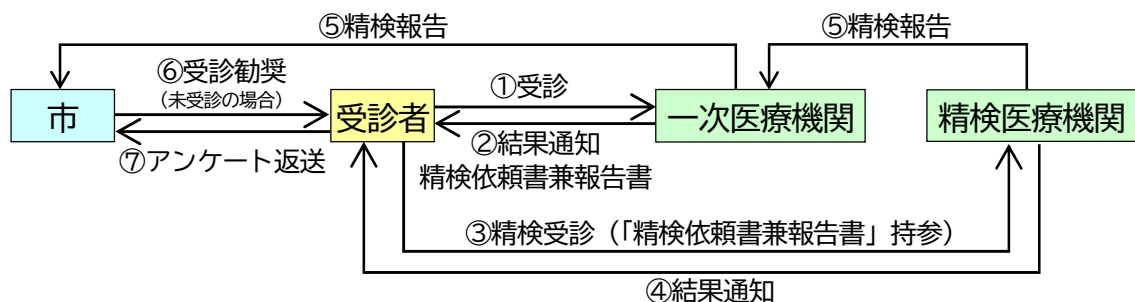 ⑤精検報告
⑤精検報告
⑥受診勧奨
(未受診の場合)
①受診
市
受診者
一次医療機関
精検医療機関
②結果通知
精検依頼書兼報告書
⑦アンケート返送
③精検受診（「精検依頼書兼報告書」持参）
④結果通知